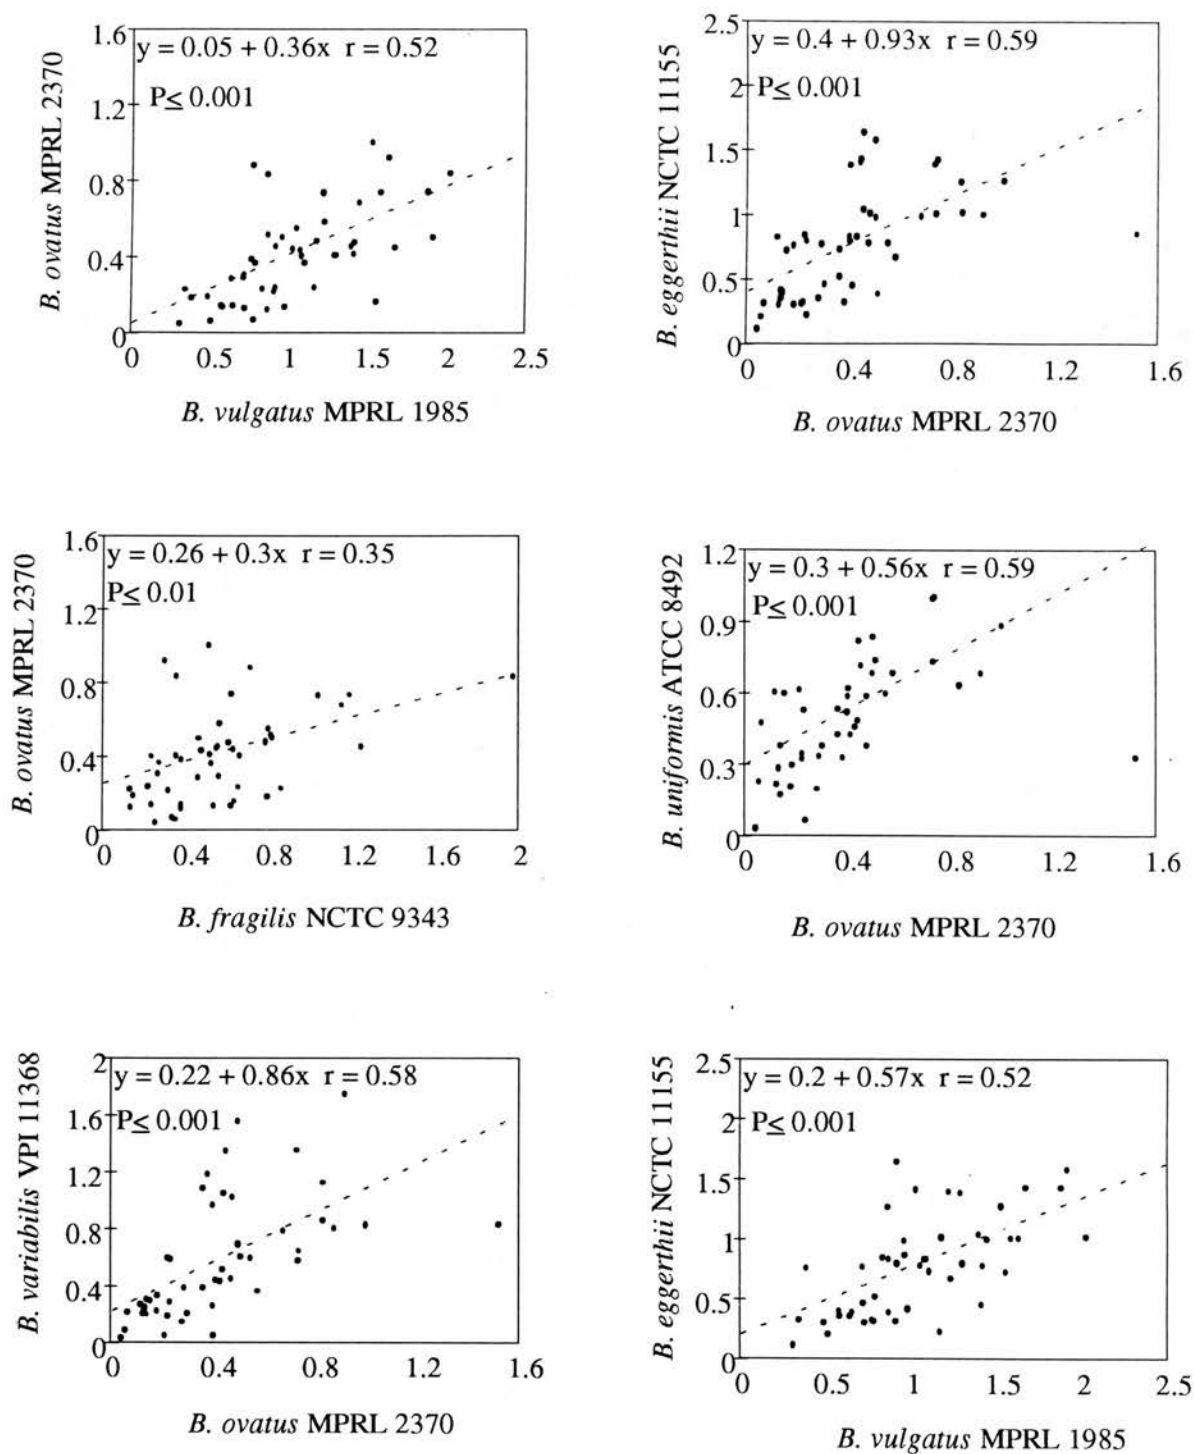 y = 0.05 + 0.36x r = 0.52
P≤ 0.001
B. ovatus MPRL 2370
1.6
1.2
0.8
0.4
0
0 0.5 1 1.5 2 2.5
B. vulgatus MPRL 1985
y = 0.4 + 0.93x r = 0.59
P≤ 0.001
B. eggerthii NCTC 11155
2.5
2
1.5
1
0.5
0
0 0.4 0.8 1.2 1.6
B. ovatus MPRL 2370
y = 0.26 + 0.3x r = 0.35
P≤ 0.01
B. ovatus MPRL 2370
1.6
1.2
0.8
0.4
0
0 0.4 0.8 1.2 2
B. fragilis NCTC 9343
y = 0.3 + 0.56x r = 0.59
P≤ 0.001
B. uniformis ATCC 8492
1.2
0.9
0.6
0.3
0
0 0.4 0.8 1.2 1.6
B. ovatus MPRL 2370
y = 0.22 + 0.86x r = 0.58
P≤ 0.001
B. variabilis VPI 11368
2
1.6
1.2
0.8
0.4
0
0 0.4 0.8 1.2 1.6
B. ovatus MPRL 2370
y = 0.2 + 0.57x r = 0.52
P≤ 0.001
B. eggerthii NCTC 11155
2.5
2
1.5
1
0.5
0
0 0.5 1 1.5 2 2.5
B. vulgatus MPRL 1985